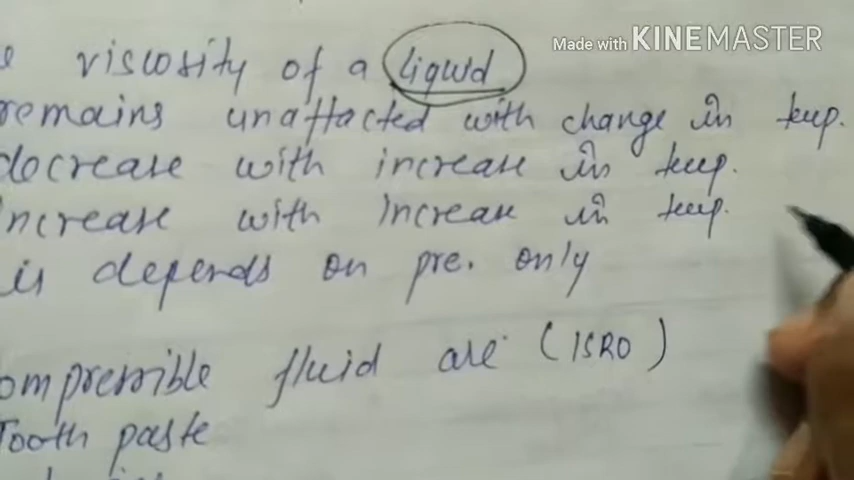 viscosity of a liquid
Made with KINEMASTER
remains unaffacted with change in temp.
decrease with increase in temp.
increase with increase in temp.
is depends on pre. only
ompressible fluid are (ISRO)
Tooth paste